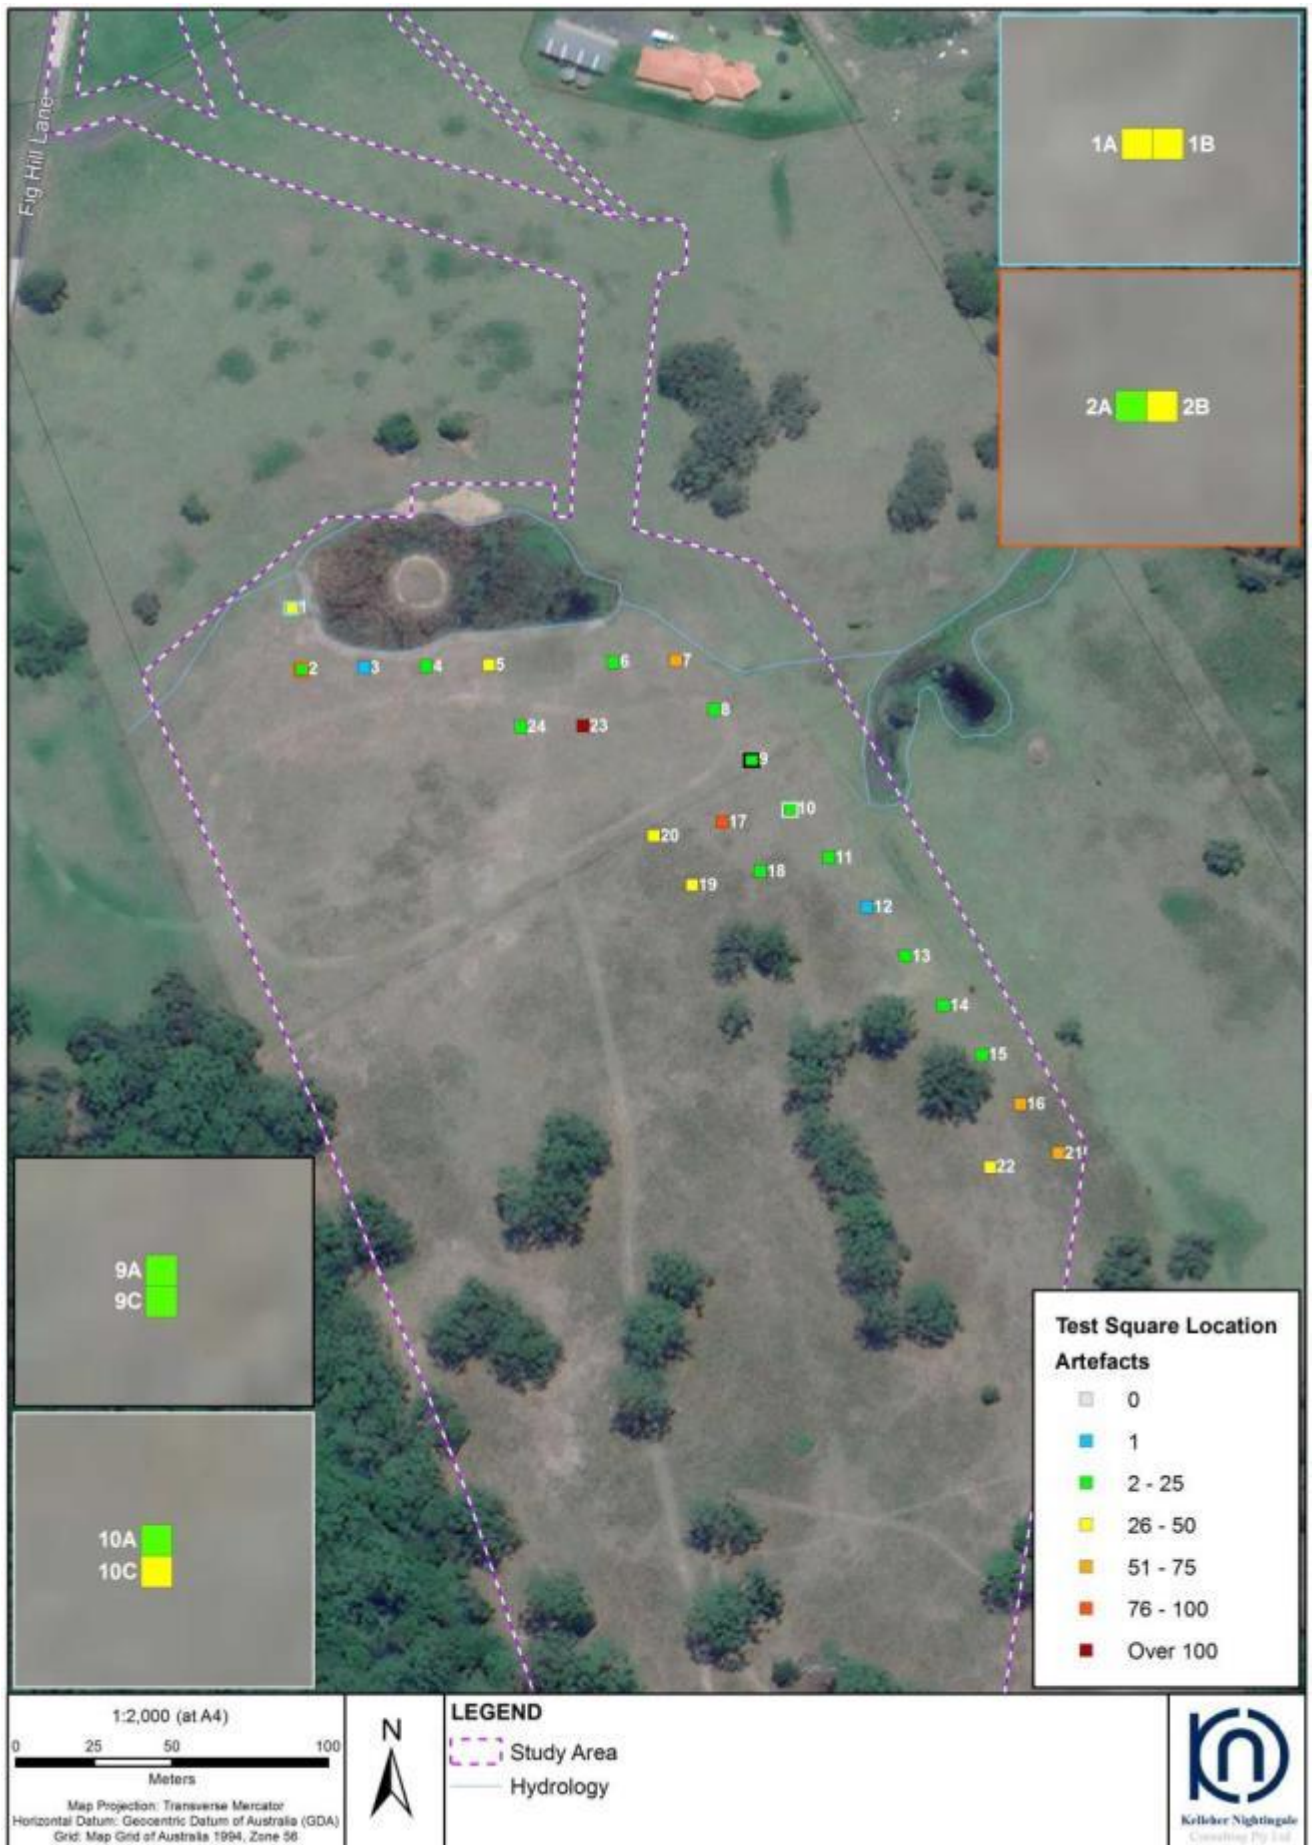 Fig Hill Lane
1A 1B
2A 2B
1
2
3
4
5
6
7
8
24
23
9
10
17
20
11
18
19
12
13
14
15
16
21
22
9A
9C
10A
10C
Test Square Location
Artefacts
0
1
2 - 25
26 - 50
51 - 75
76 - 100
Over 100
1:2,000 (at A4)
0 25 50 100
Meters
Map Projection: Transverse Mercator
Horizontal Datum: Geocentric Datum of Australia (GDA)
Grid: Map Grid of Australia 1994, Zone 56
N
LEGEND
Study Area
Hydrology
Kelleher Nightingale
Consulting Pty Ltd